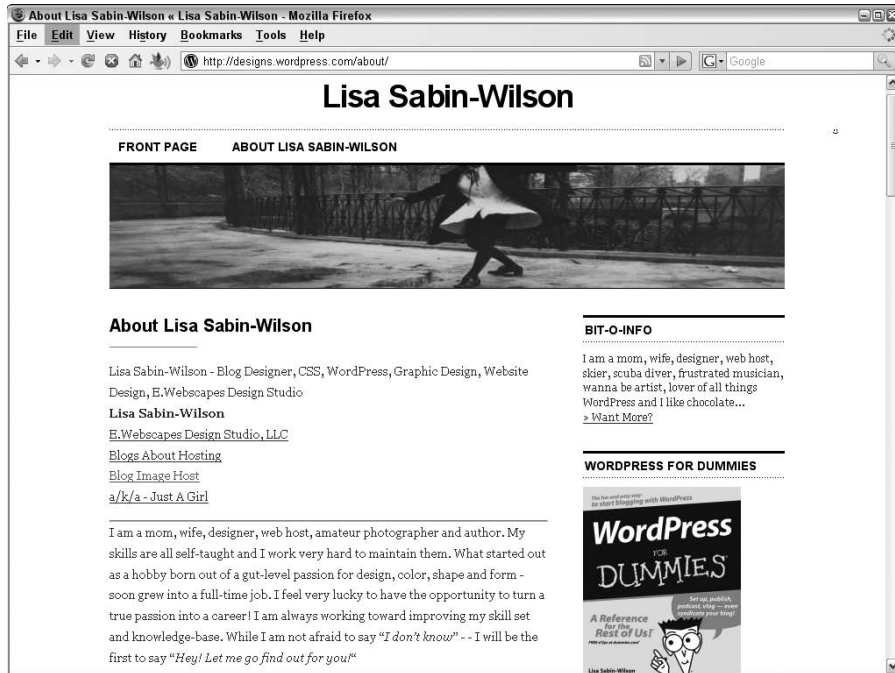 About Lisa Sabin-Wilson « Lisa Sabin-Wilson - Mozilla Firefox
File Edit View History Bookmarks Tools Help
http://designs.wordpress.com/about/
G Google
Lisa Sabin-Wilson
FRONT PAGE ABOUT LISA SABIN-WILSON
About Lisa Sabin-Wilson
Lisa Sabin-Wilson - Blog Designer, CSS, WordPress, Graphic Design, Website
Design, E.Webscapes Design Studio
Lisa Sabin-Wilson
E.Webscapes Design Studio, LLC
Blogs About Hosting
Blog Image Host
a/k/a - Just A Girl
I am a mom, wife, designer, web host, amateur photographer and author. My
skills are all self-taught and I work very hard to maintain them. What started out
as a hobby born out of a gut-level passion for design, color, shape and form -
soon grew into a full-time job. I feel very lucky to have the opportunity to turn a
true passion into a career! I am always working toward improving my skill set
and knowledge-base. While I am not afraid to say “I don't know” - - I will be the
first to say “Hey! Let me go find out for you!“
BIT-O-INFO
I am a mom, wife, designer, web host,
skier, scuba diver, frustrated musician,
wanna be artist, lover of all things
WordPress and I like chocolate...
» Want More?
WORDPRESS FOR DUMMIES
The fun and easy way
to start blogging with WordPress
WordPress
FOR
DUMMIES
Set up, publish,
podcast, vlog — even
syndicate your blog!
A Reference
for the
Rest of Us!
FREE eTips at dummies.com
Lisa Sabin-Wilson